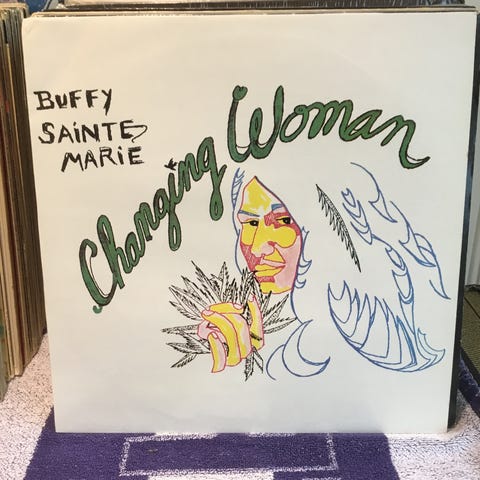 BUFFY
SAINTE
MARIE
Changing Woman